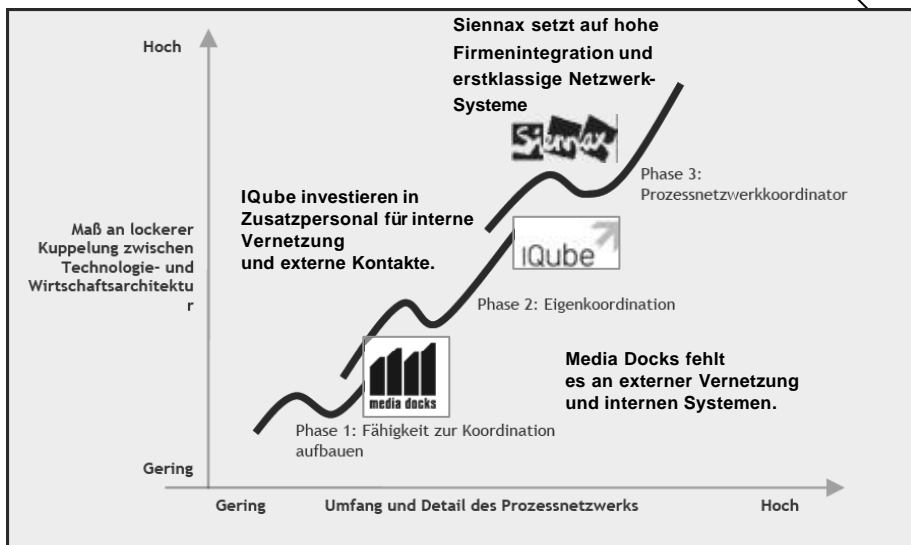 Siennax setzt auf hohe
Firmenintegration und
erstklassige Netzwerk-
Systeme
Hoch
Siennax
Phase 3:
Prozessnetzwerkkoordinator
IQube investieren in
Zusatzpersonal für interne
Vernetzung
und externe Kontakte.
Maß an lockerer
Kuppelung zwischen
Technologie- und
Wirtschaftsarchitektu
r
IQube
Phase 2: Eigenkoordination
media docks
Media Docks fehlt
es an externer Vernetzung
und internen Systemen.
Phase 1: Fähigkeit zur Koordination
aufbauen
Gering
Gering
Umfang und Detail des Prozessnetzwerks
Hoch